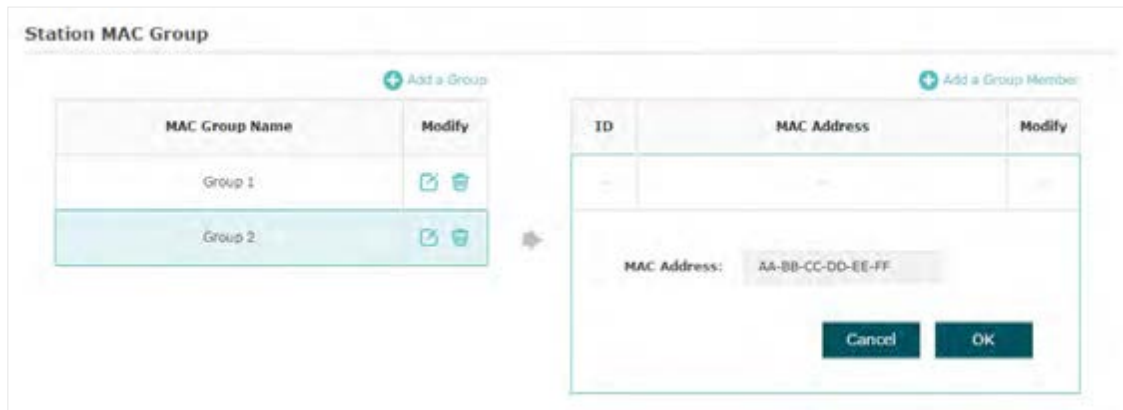 Station MAC Group
Add a Group
Add a Group Member
MAC Group Name Modify
ID MAC Address Modify
Group 1
-- -- --
Group 2
MAC Address: AA-BB-CC-DD-EE-FF
Cancel OK